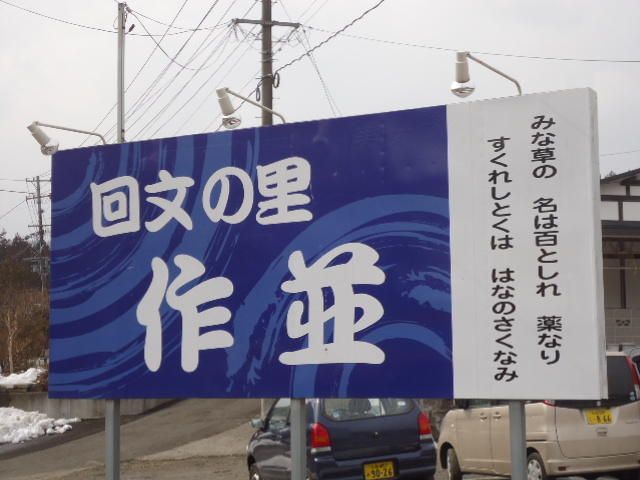 回文の里
作並
みな草の　名は百としれ　薬なり
すくれしとくは　はなのさくなみ